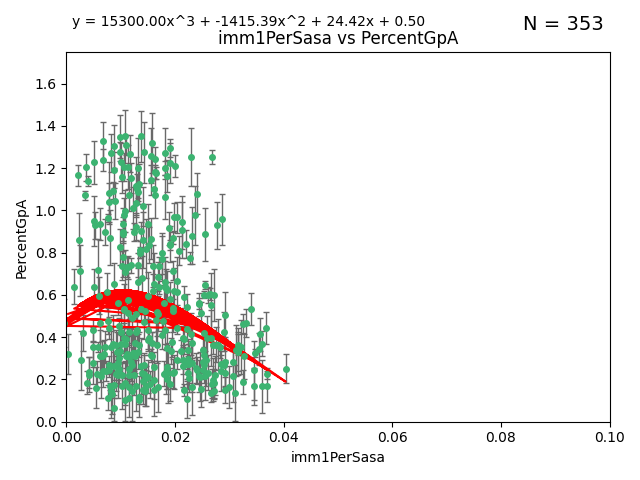 y = 15300.00x^3 + -1415.39x^2 + 24.42x + 0.50
N = 353
imm1PerSasa vs PercentGpA
1.6
1.4
1.2
1.0
0.8
0.6
0.4
0.2
0.0
PercentGpA
0.00 0.02 0.04 0.06 0.08 0.10
imm1PerSasa